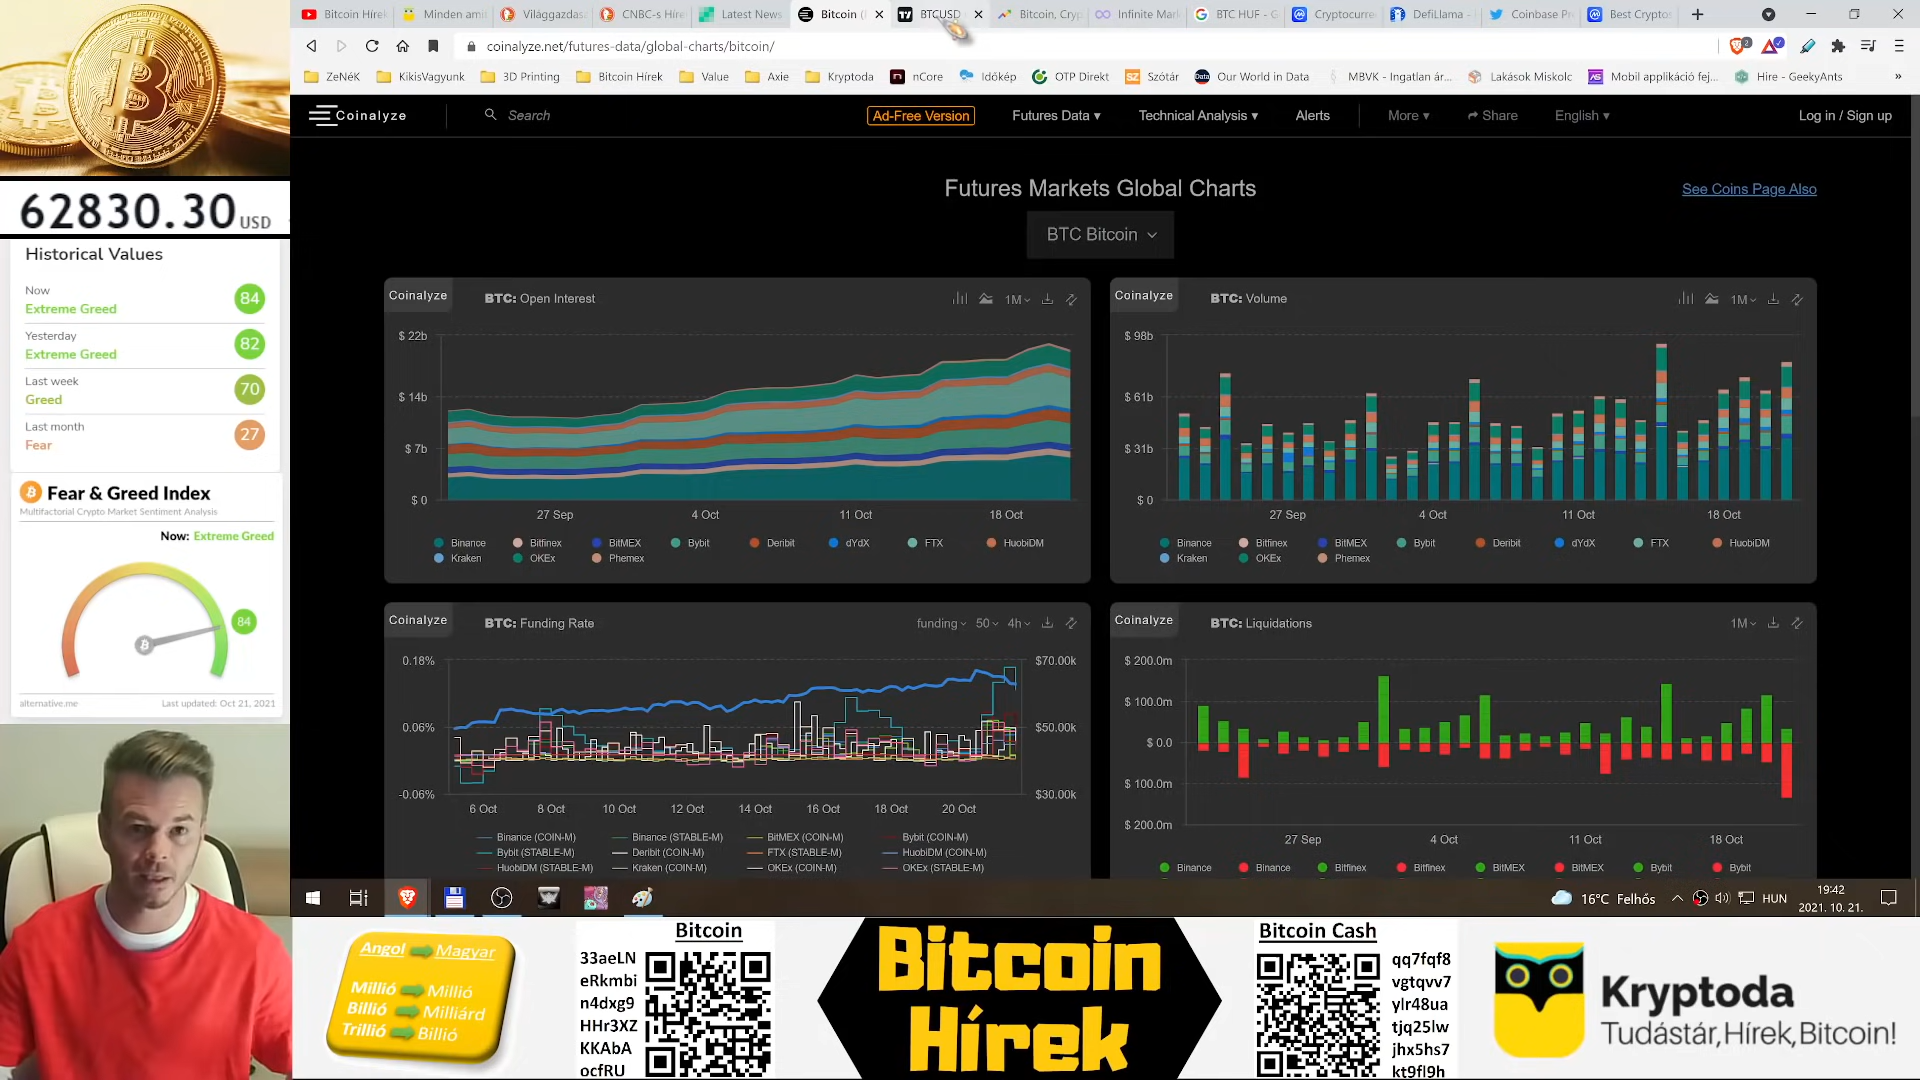 Bitcoin Hírek
Minden ami
Világgazdas
CNBC-s Híre
Latest News
Bitcoin (
BTCUSD
Bitcoin, Cryp
Infinite Mark
BTC HUF - G
Cryptocurre
DefiLlama -
Coinbase Pr
Best Cryptos
coinalyze.net/futures-data/global-charts/bitcoin/
2
ZeNéK
KikisVagyunk
3D Printing
Bitcoin Hírek
Value
Axie
Kryptoda
nCore
Időkép
OTP Direkt
SZ Szótár
Our World in Data
MBVK - Ingatlan ár...
Lakások Miskolc
Mobil applikáció fej...
Hire - GeekyAnts
»
Coinalyze
Search
Ad-Free Version
Futures Data
Technical Analysis
Alerts
More
Share
English
Log in / Sign up
Futures Markets Global Charts
See Coins Page Also
BTC Bitcoin
62830.30 USD
Historical Values
Now
Extreme Greed
84
Yesterday
Extreme Greed
82
Last week
Greed
70
Last month
Fear
27
Fear & Greed Index
Multifactorial Crypto Market Sentiment Analysis
Now: Extreme Greed
84
alternative.me
Last updated: Oct 21, 2021
Coinalyze
BTC: Open Interest
1M
$ 22b
$ 14b
$ 7b
$ 0
27 Sep 4 Oct 11 Oct 18 Oct
Binance Bitfinex BitMEX Bybit Deribit dYdX FTX HuobiDM
Kraken OKEx Phemex
Coinalyze
BTC: Volume
1M
$ 98b
$ 61b
$ 31b
$ 0
27 Sep 4 Oct 11 Oct 18 Oct
Binance Bitfinex BitMEX Bybit Deribit dYdX FTX HuobiDM
Kraken OKEx Phemex
Coinalyze
BTC: Funding Rate
funding 50 4h
0.18% $70.00k
0.06% $50.00k
-0.06% $30.00k
6 Oct 8 Oct 10 Oct 12 Oct 14 Oct 16 Oct 18 Oct 20 Oct
Binance (COIN-M) Binance (STABLE-M) BitMEX (COIN-M) Bybit (COIN-M)
Bybit (STABLE-M) Deribit (COIN-M) FTX (STABLE-M) HuobiDM (COIN-M)
HuobiDM (STABLE-M) Kraken (COIN-M) OKEx (COIN-M) OKEx (STABLE-M)
Coinalyze
BTC: Liquidations
1M
$ 200.0m
$ 100.0m
$ 0.0
$ 100.0m
$ 200.0m
27 Sep 4 Oct 11 Oct 18 Oct
Binance Binance Bitfinex Bitfinex BitMEX BitMEX Bybit Bybit
16°C Felhős
HUN
19:42
2021. 10. 21.
Angol Magyar
Millió Millió
Billió Milliárd
Trillió Billió
Bitcoin
33aeLN
eRkmbi
n4dxg9
HHr3XZ
KKAbA
ocfRU
Bitcoin
Hírek
Bitcoin Cash
qq7fqf8
vgtqvv7
ylr48ua
tjq25lw
jhx5hs7
kt9fl9h
Kryptoda
Tudástár,Hírek,Bitcoin!